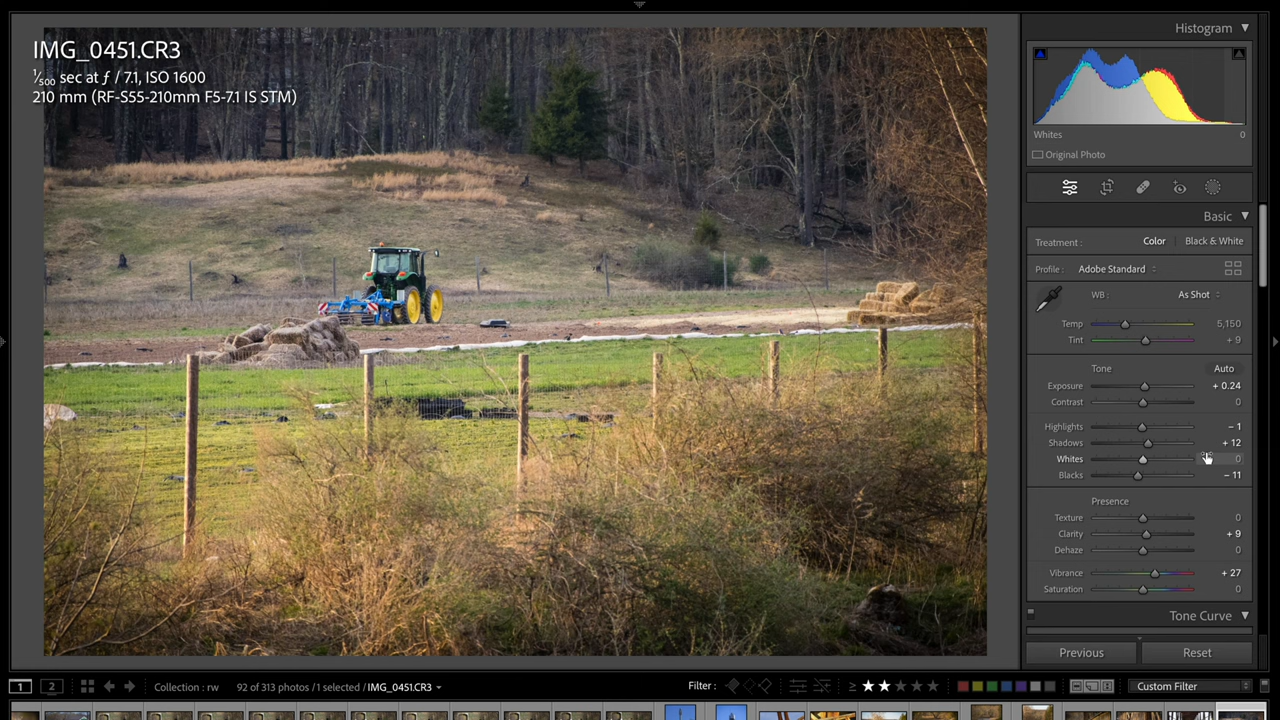 IMG_0451.CR3
1/500 sec at ƒ / 7.1, ISO 1600
210 mm (RF-S55-210mm F5-7.1 IS STM)
Histogram
Whites 0
Original Photo
Basic
Treatment : Color Black & White
Profile : Adobe Standard
WB : As Shot
Temp 5,150
Tint + 9
Tone Auto
Exposure + 0.24
Contrast 0
Highlights − 1
Shadows + 12
Whites 0
Blacks − 11
Presence
Texture 0
Clarity + 9
Dehaze 0
Vibrance + 27
Saturation 0
Tone Curve
Previous Reset
1 2 Collection : rw 92 of 313 photos / 1 selected / IMG_0451.CR3 Filter : Custom Filter